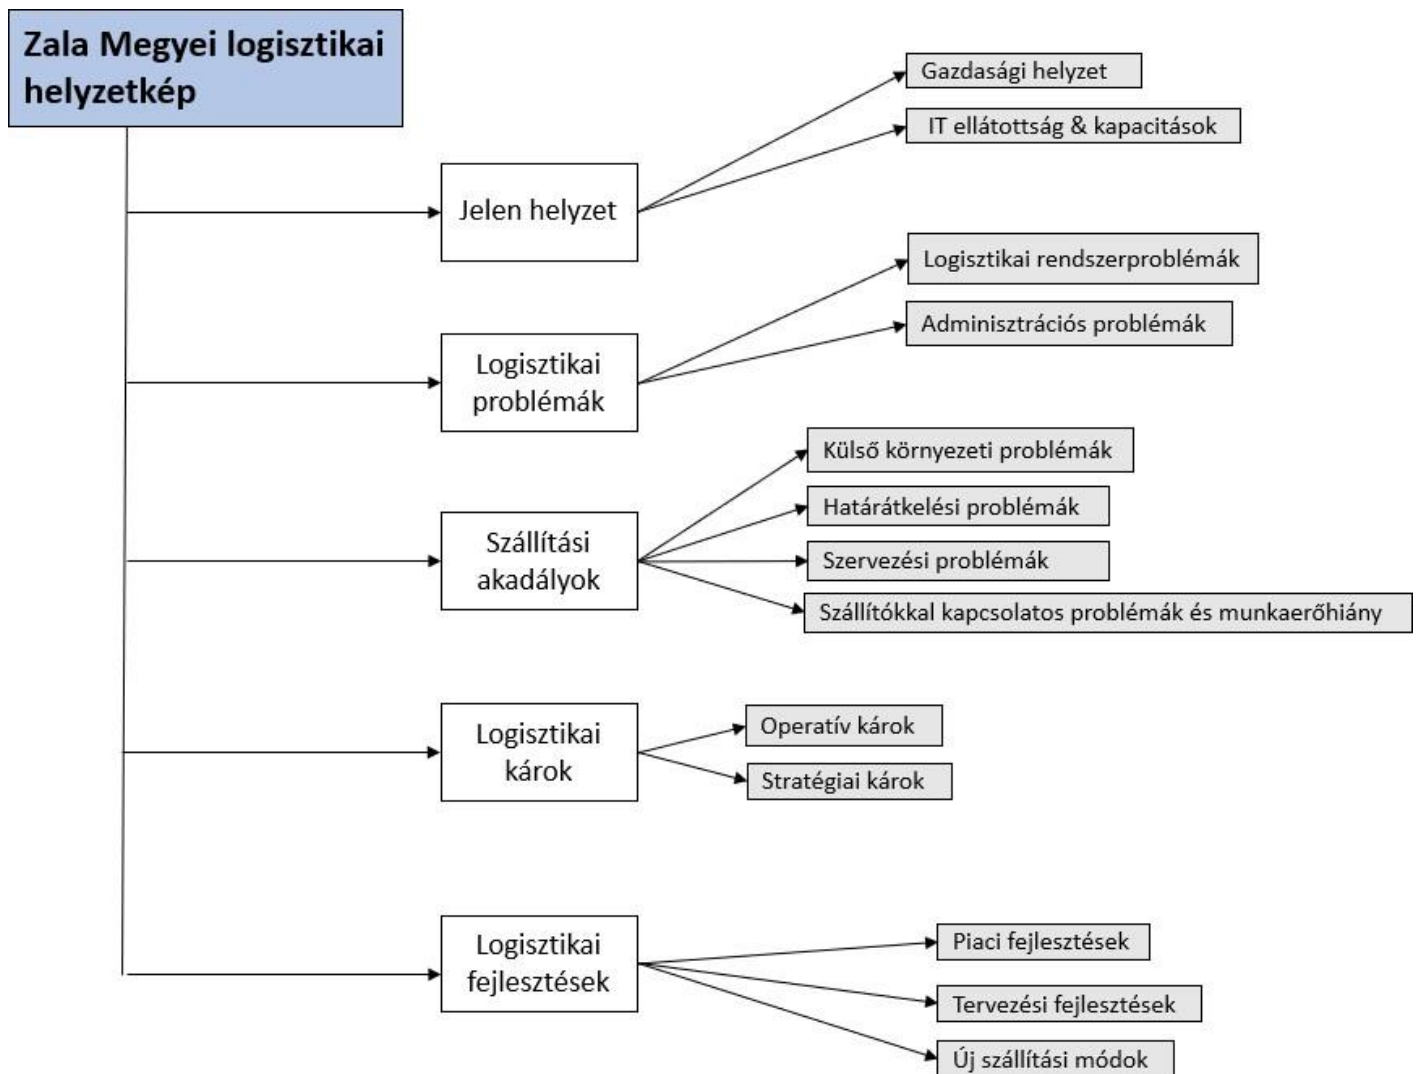 Zala Megyei logisztikai
helyzetkép
Jelen helyzet
Gazdasági helyzet
IT ellátottság & kapacitások
Logisztikai
problémák
Logisztikai rendszerproblémák
Adminisztrációs problémák
Szállítási
akadályok
Külső környezeti problémák
Határátkelési problémák
Szervezési problémák
Szállítókkal kapcsolatos problémák és munkaerőhiány
Logisztikai
károk
Operatív károk
Stratégiai károk
Logisztikai
fejlesztések
Piaci fejlesztések
Tervezési fejlesztések
Új szállítási módok